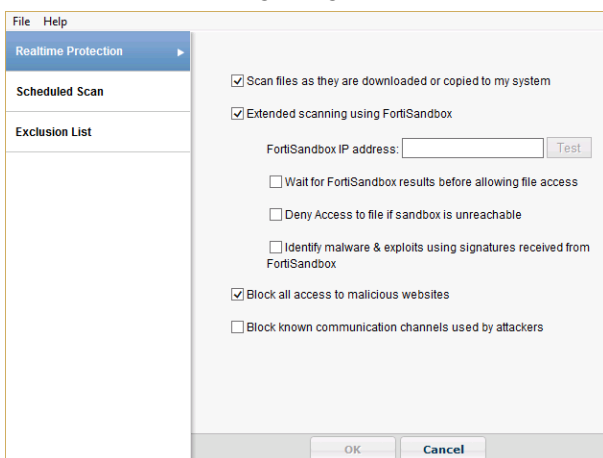 File Help
Realtime Protection
Scheduled Scan
Exclusion List
Scan files as they are downloaded or copied to my system
Extended scanning using FortiSandbox
FortiSandbox IP address: Test
Wait for FortiSandbox results before allowing file access
Deny Access to file if sandbox is unreachable
Identify malware & exploits using signatures received from
FortiSandbox
Block all access to malicious websites
Block known communication channels used by attackers
OK Cancel